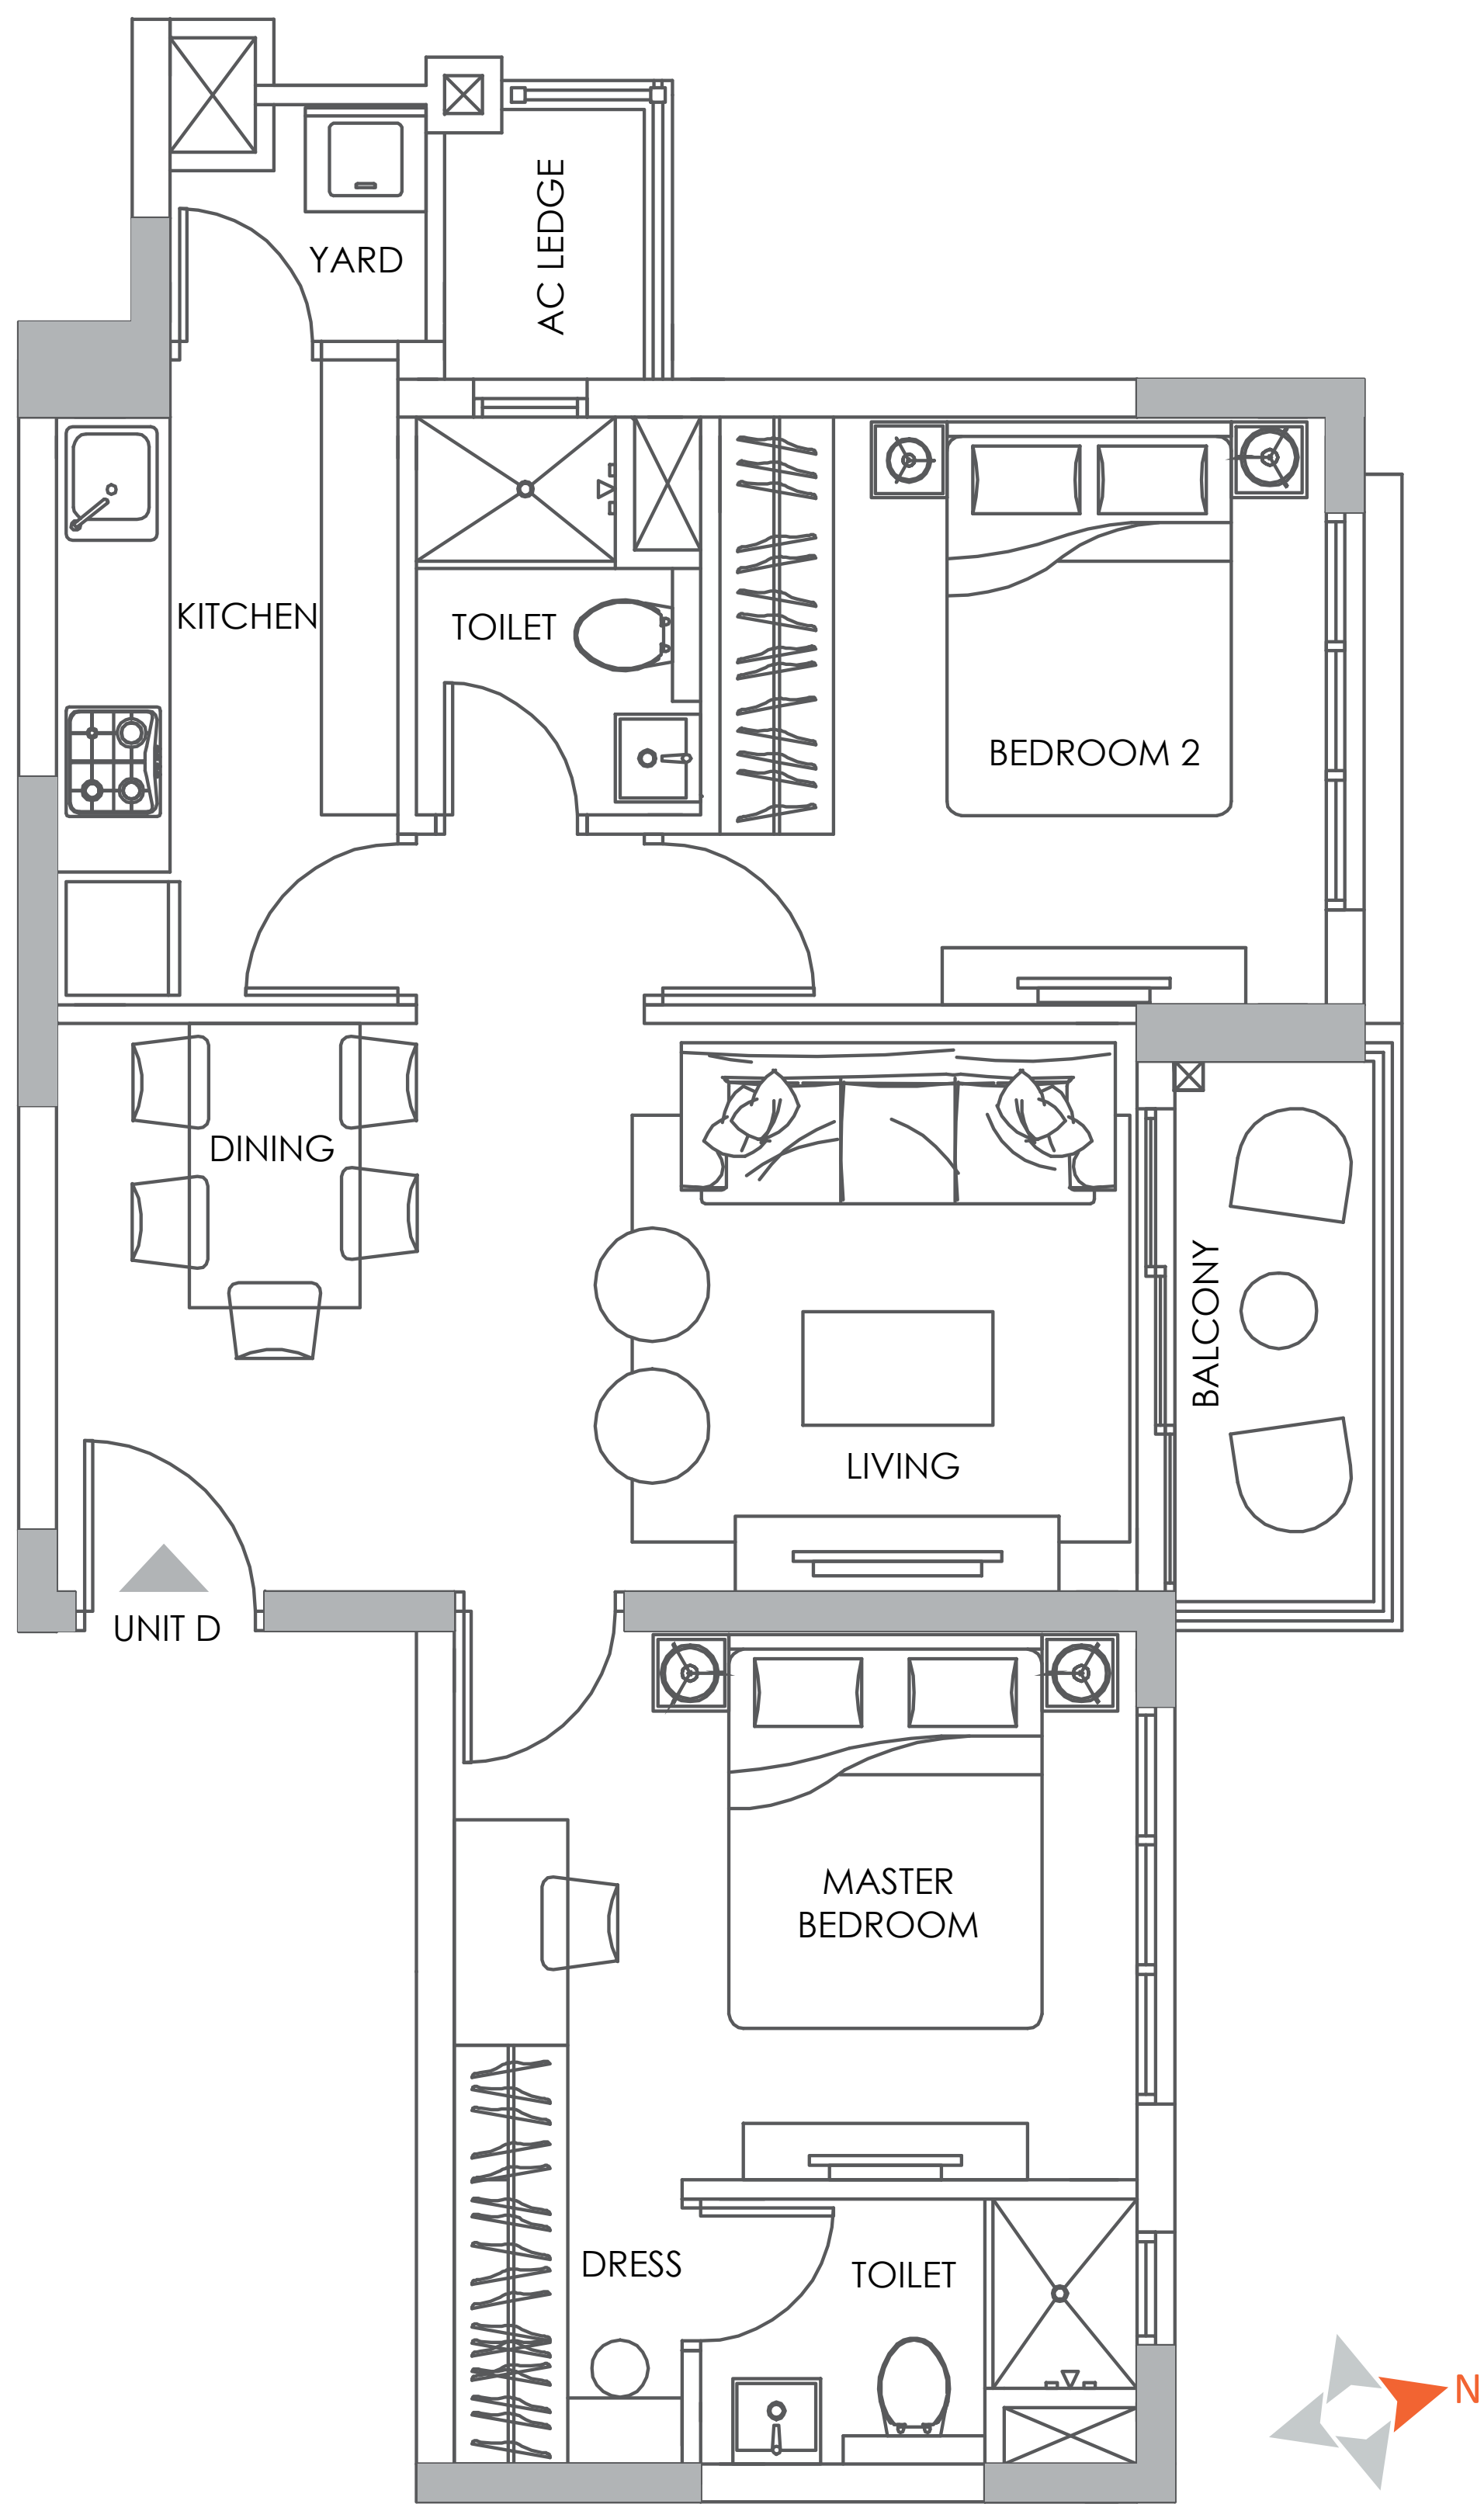 YARD
AC LEDGE
KITCHEN
TOILET
BEDROOM 2
DINING
BALCONY
LIVING
UNIT D
MASTER
BEDROOM
DRESS
TOILET
N